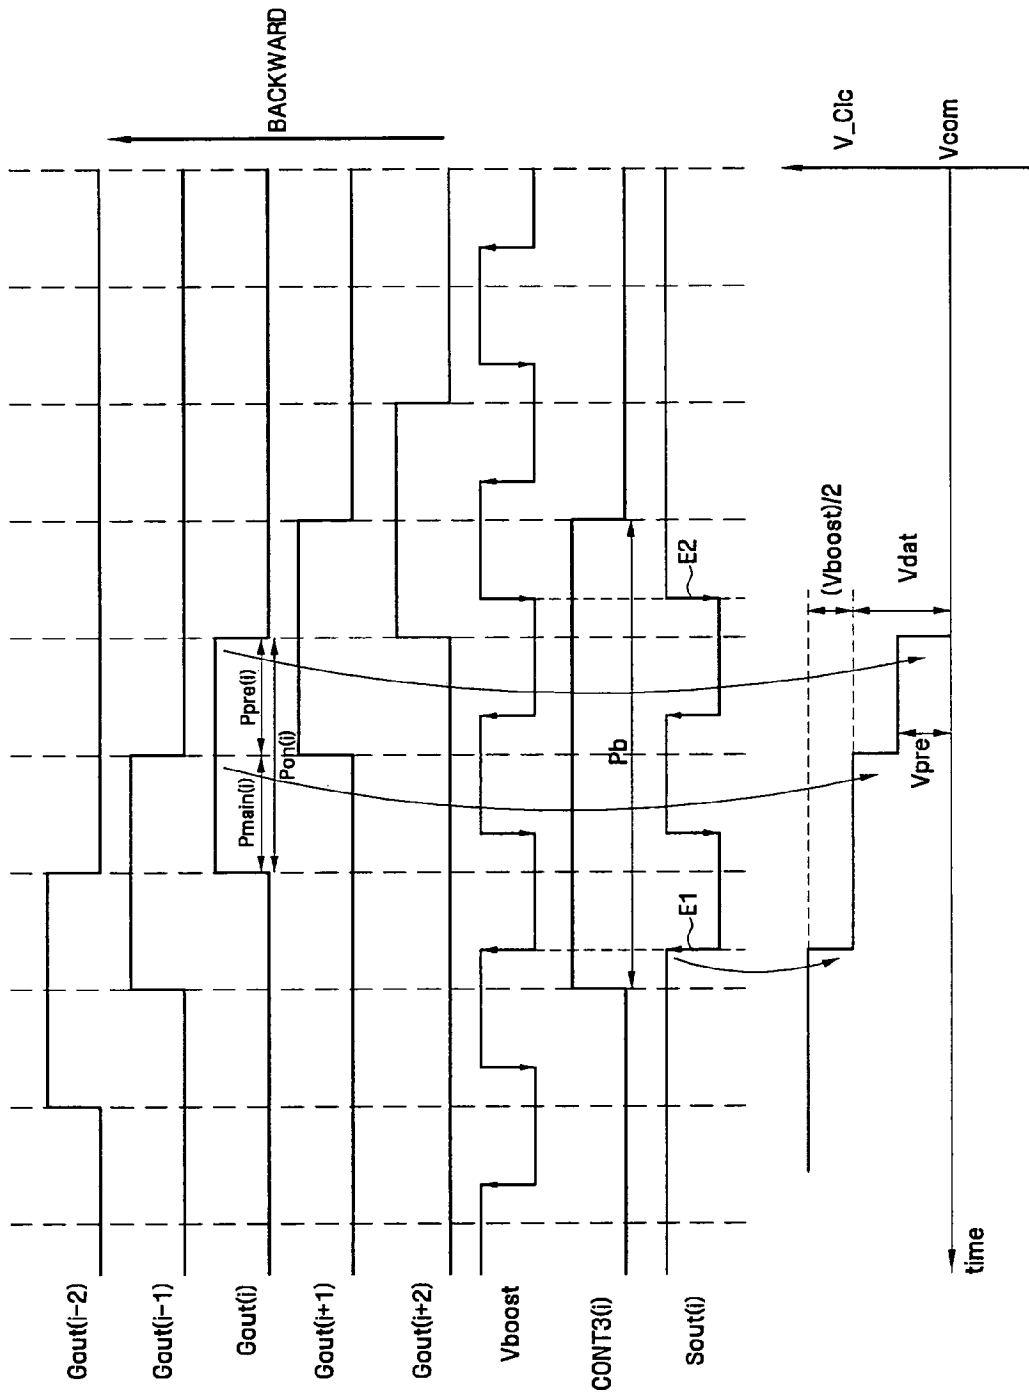 BACKWARD
Gout(i-2)
Gout(i-1)
Gout(i)
Pmain(i)
Ppre(i)
Pon(i)
Gout(i+1)
Gout(i+2)
Vboost
CONT3(i)
Pb
Sout(i)
E1
E2
V_Clc
(Vboost)/2
Vdat
Vpre
Vcom
time